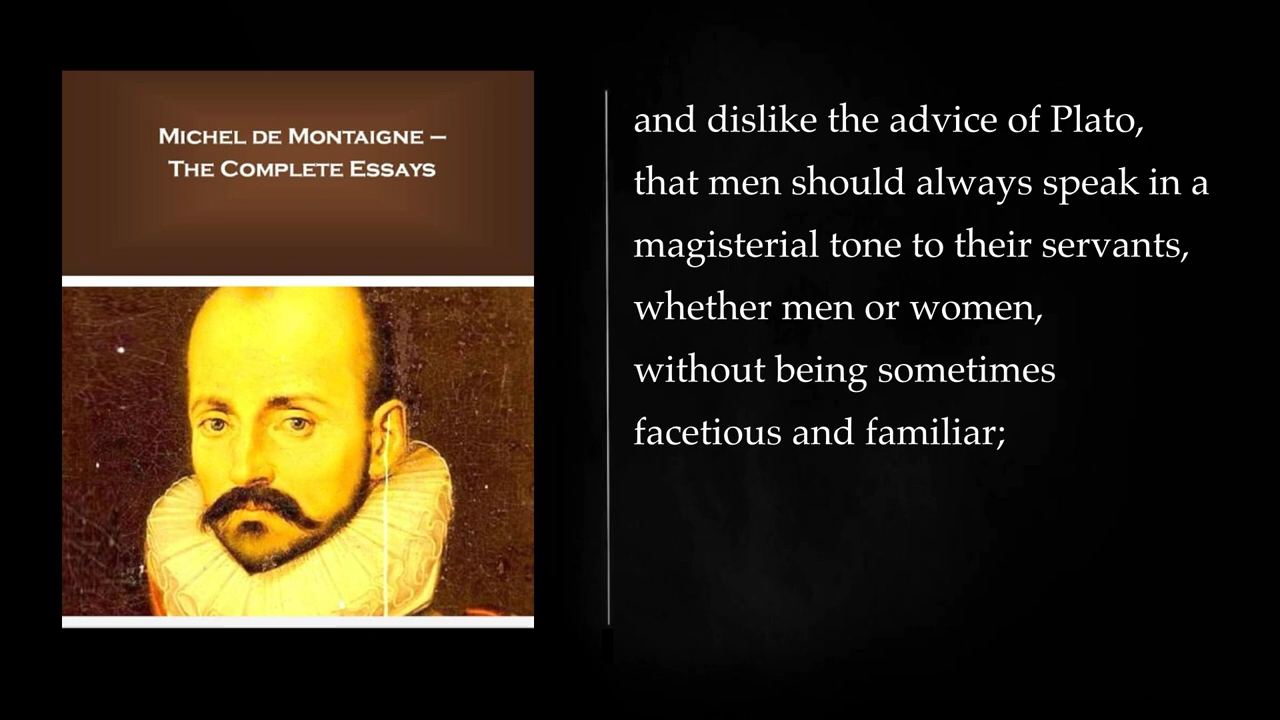 MICHEL DE MONTAIGNE –
THE COMPLETE ESSAYS
and dislike the advice of Plato,
that men should always speak in a
magisterial tone to their servants,
whether men or women,
without being sometimes
facetious and familiar;